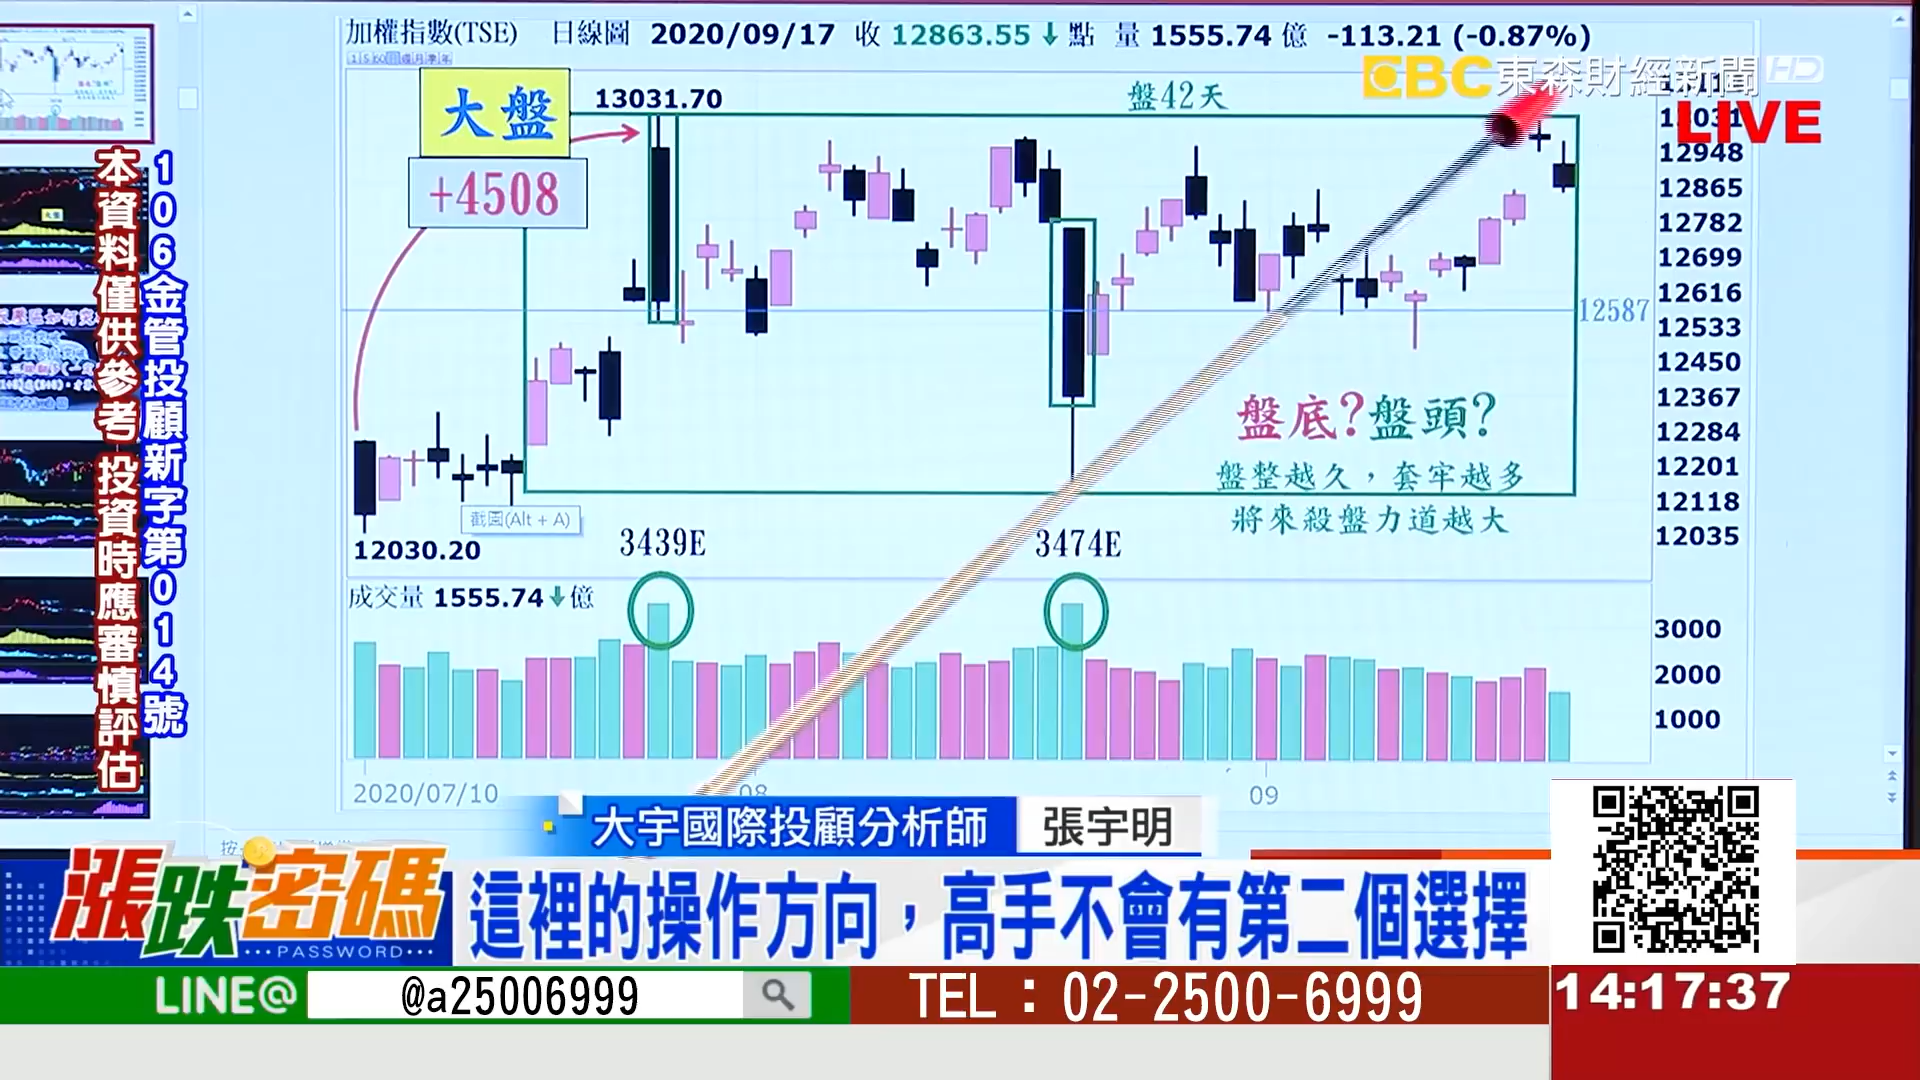 加權指數(TSE) 日線圖 2020/09/17 收 12863.55↓點 量 1555.74 億 -113.21 (-0.87%)
EBC東森財經新聞HD
LIVE
大盤
+4508
13031.70
盤42天
12948
12865
12782
12699
12616
12587
12533
12450
12367
12284
12201
12118
12035
盤底?盤頭?
盤整越久,套牢越多
將來殺盤力道越大
截圖(Alt + A)
12030.20
3439E
3474E
成交量 1555.74↓億
3000
2000
1000
2020/07/10
08
09
106金管投顧新字第014號
本資料僅供參考 投資時應審慎評估
大宇國際投顧分析師 張宇明
漲跌密碼
PASSWORD
這裡的操作方向,高手不會有第二個選擇
LINE@ @a25006999
TEL:02-2500-6999
14:17:37